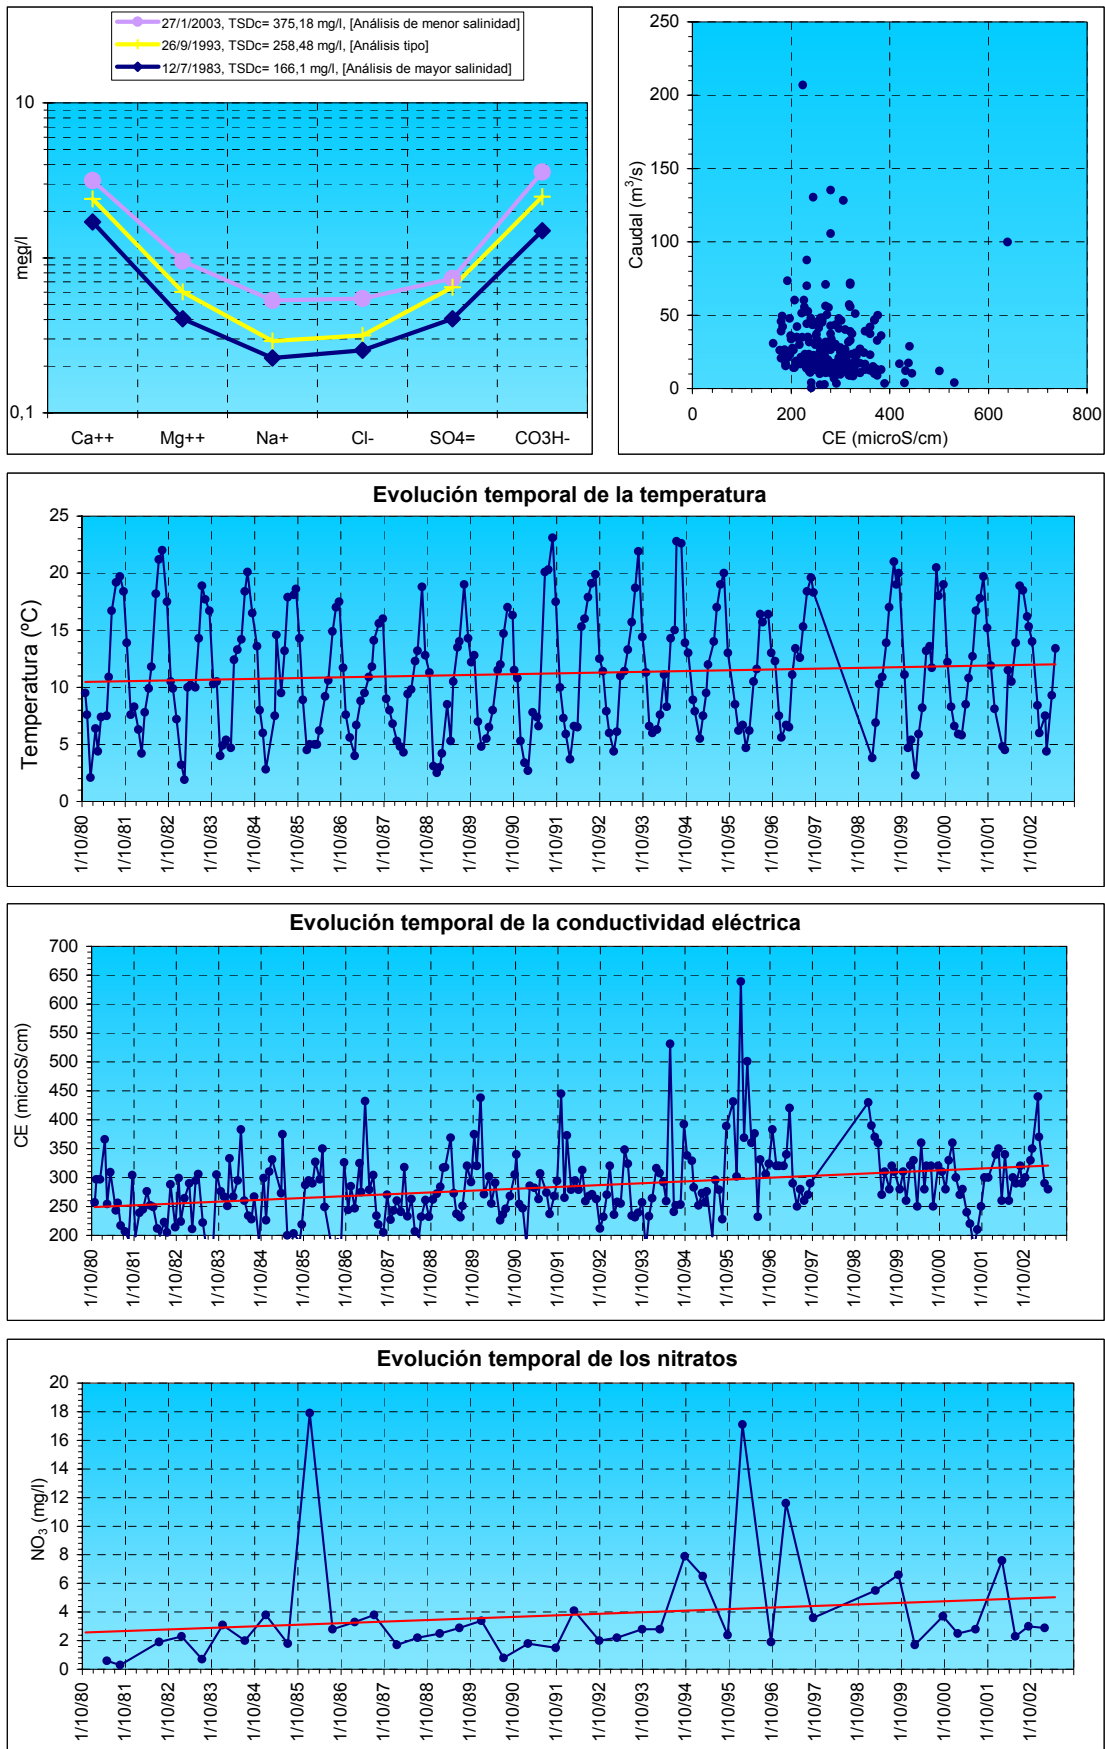 27/1/2003, TSDc= 375,18 mg/l, [Análisis de menor salinidad]
26/9/1993, TSDc= 258,48 mg/l, [Análisis tipo]
12/7/1983, TSDc= 166,1 mg/l, [Análisis de mayor salinidad]
10
1
0,1
meg/l
Ca++ Mg++ Na+ Cl- SO4= CO3H-
250
200
150
100
50
0
Caudal (m³/s)
0 200 400 600 800
CE (microS/cm)
Evolución temporal de la temperatura
Temperatura (ºC)
25
20
15
10
5
0
1/10/80 1/10/81 1/10/82 1/10/83 1/10/84 1/10/85 1/10/86 1/10/87 1/10/88 1/10/89 1/10/90 1/10/91 1/10/92 1/10/93 1/10/94 1/10/95 1/10/96 1/10/97 1/10/98 1/10/99 1/10/00 1/10/01 1/10/02
Evolución temporal de la conductividad eléctrica
CE (microS/cm)
700
650
600
550
500
450
400
350
300
250
200
1/10/80 1/10/81 1/10/82 1/10/83 1/10/84 1/10/85 1/10/86 1/10/87 1/10/88 1/10/89 1/10/90 1/10/91 1/10/92 1/10/93 1/10/94 1/10/95 1/10/96 1/10/97 1/10/98 1/10/99 1/10/00 1/10/01 1/10/02
Evolución temporal de los nitratos
NO₃ (mg/l)
20
18
16
14
12
10
8
6
4
2
0
1/10/80 1/10/81 1/10/82 1/10/83 1/10/84 1/10/85 1/10/86 1/10/87 1/10/88 1/10/89 1/10/90 1/10/91 1/10/92 1/10/93 1/10/94 1/10/95 1/10/96 1/10/97 1/10/98 1/10/99 1/10/00 1/10/01 1/10/02